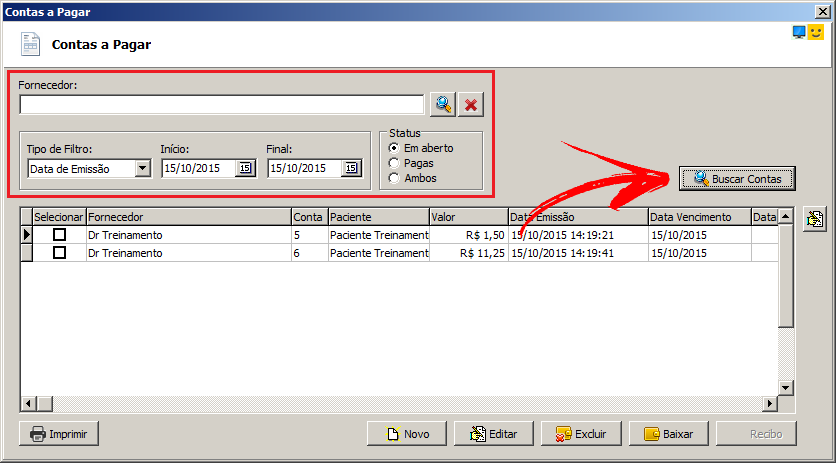 Contas a Pagar
Contas a Pagar
Fornecedor:
Tipo de Filtro: Início: Final:
Data de Emissão 15/10/2015 15 15/10/2015 15
Status
Em aberto
Pagas
Ambos
Buscar Contas
Selecionar Fornecedor Conta Paciente Valor Data Emissão Data Vencimento Data
Dr Treinamento 5 Paciente Treinament R$ 1,50 15/10/2015 14:19:21 15/10/2015
Dr Treinamento 6 Paciente Treinament R$ 11,25 15/10/2015 14:19:41 15/10/2015
Imprimir Novo Editar Excluir Baixar Recibo